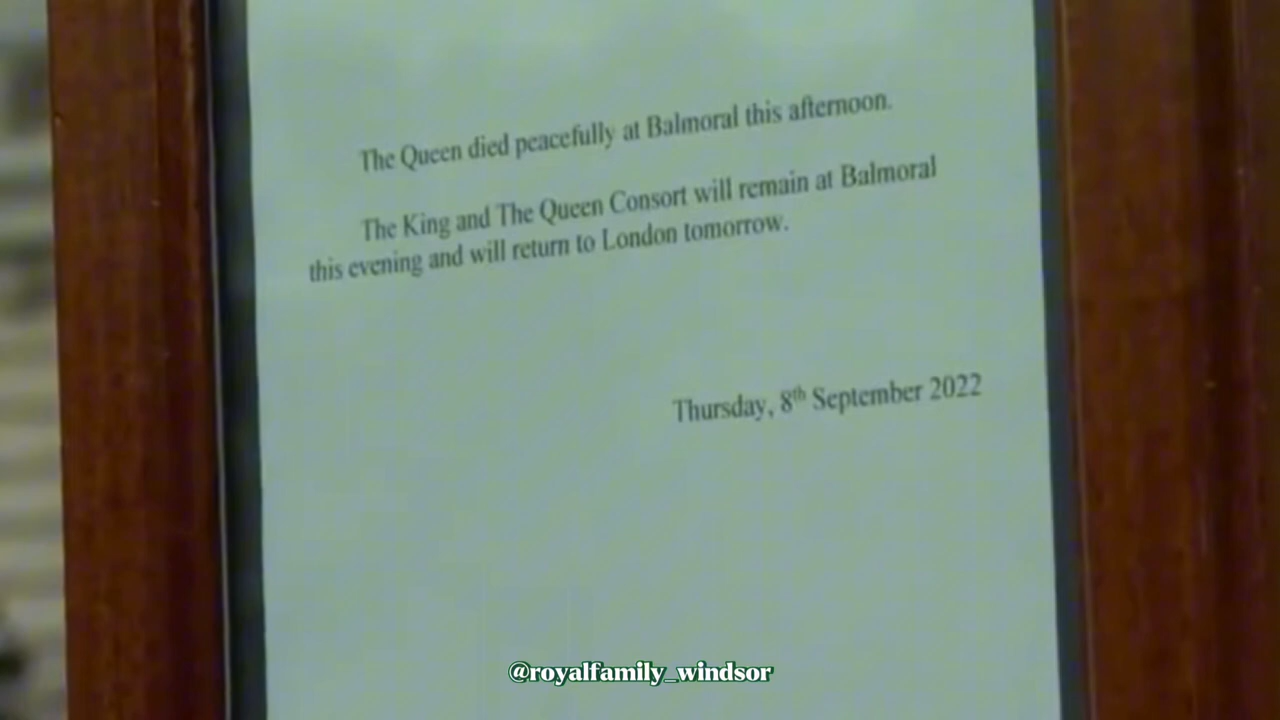 The Queen died peacefully at Balmoral this afternoon.
The King and The Queen Consort will remain at Balmoral
this evening and will return to London tomorrow.
Thursday, 8th September 2022
@royalfamily_windsor